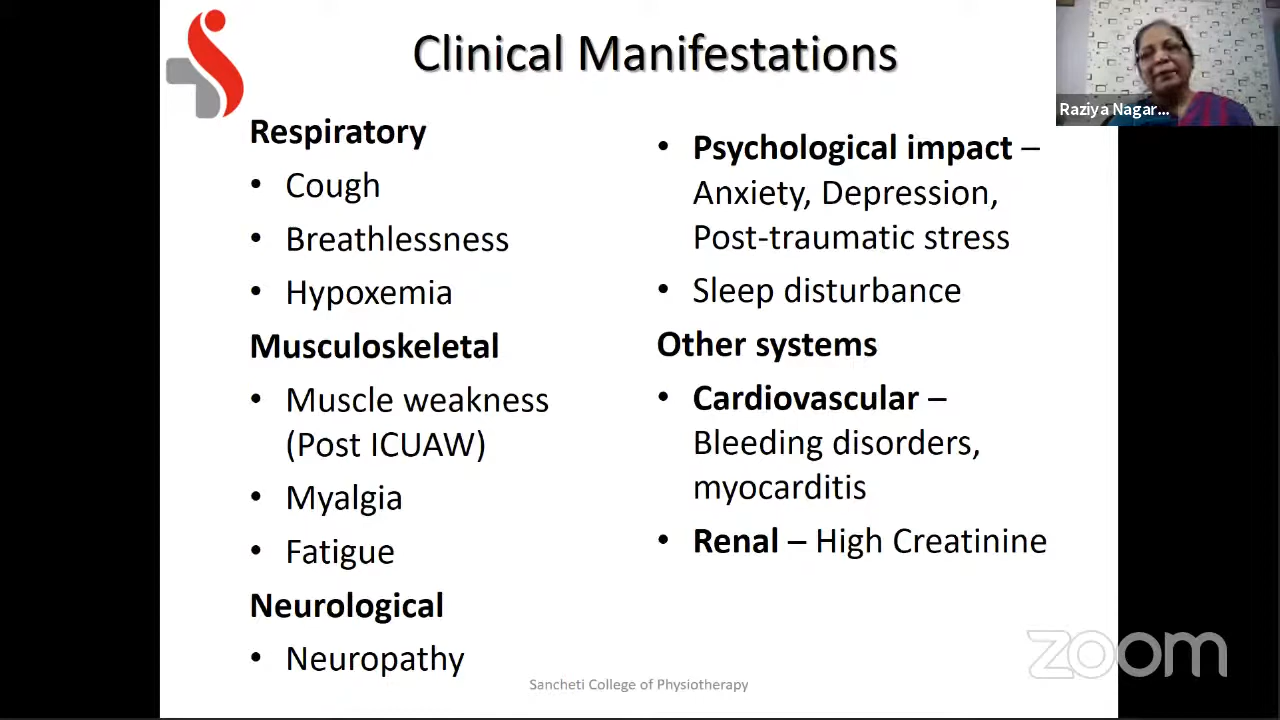 Clinical Manifestations
Respiratory
• Cough
• Breathlessness
• Hypoxemia
Musculoskeletal
• Muscle weakness
(Post ICUAW)
• Myalgia
• Fatigue
Neurological
• Neuropathy
• Psychological impact –
Anxiety, Depression,
Post-traumatic stress
• Sleep disturbance
Other systems
• Cardiovascular –
Bleeding disorders,
myocarditis
• Renal – High Creatinine
Sancheti College of Physiotherapy
Raziya Nagar...
zoom